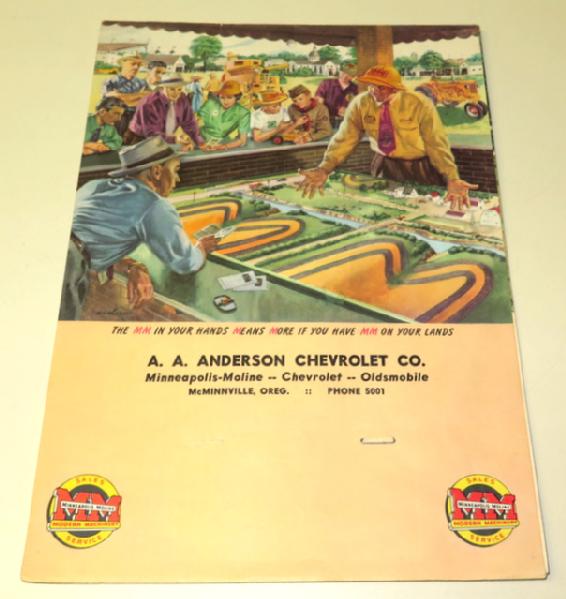 THE MM IN YOUR HANDS MEANS MORE IF YOU HAVE MM ON YOUR LANDS
A. A. ANDERSON CHEVROLET CO.
Minneapolis-Moline -- Chevrolet -- Oldsmobile
McMINNVILLE, OREG. :: PHONE 5001
SALES
MM
MINNEAPOLIS-MOLINE
MODERN MACHINERY
SERVICE
SALES
MM
MINNEAPOLIS-MOLINE
MODERN MACHINERY
SERVICE